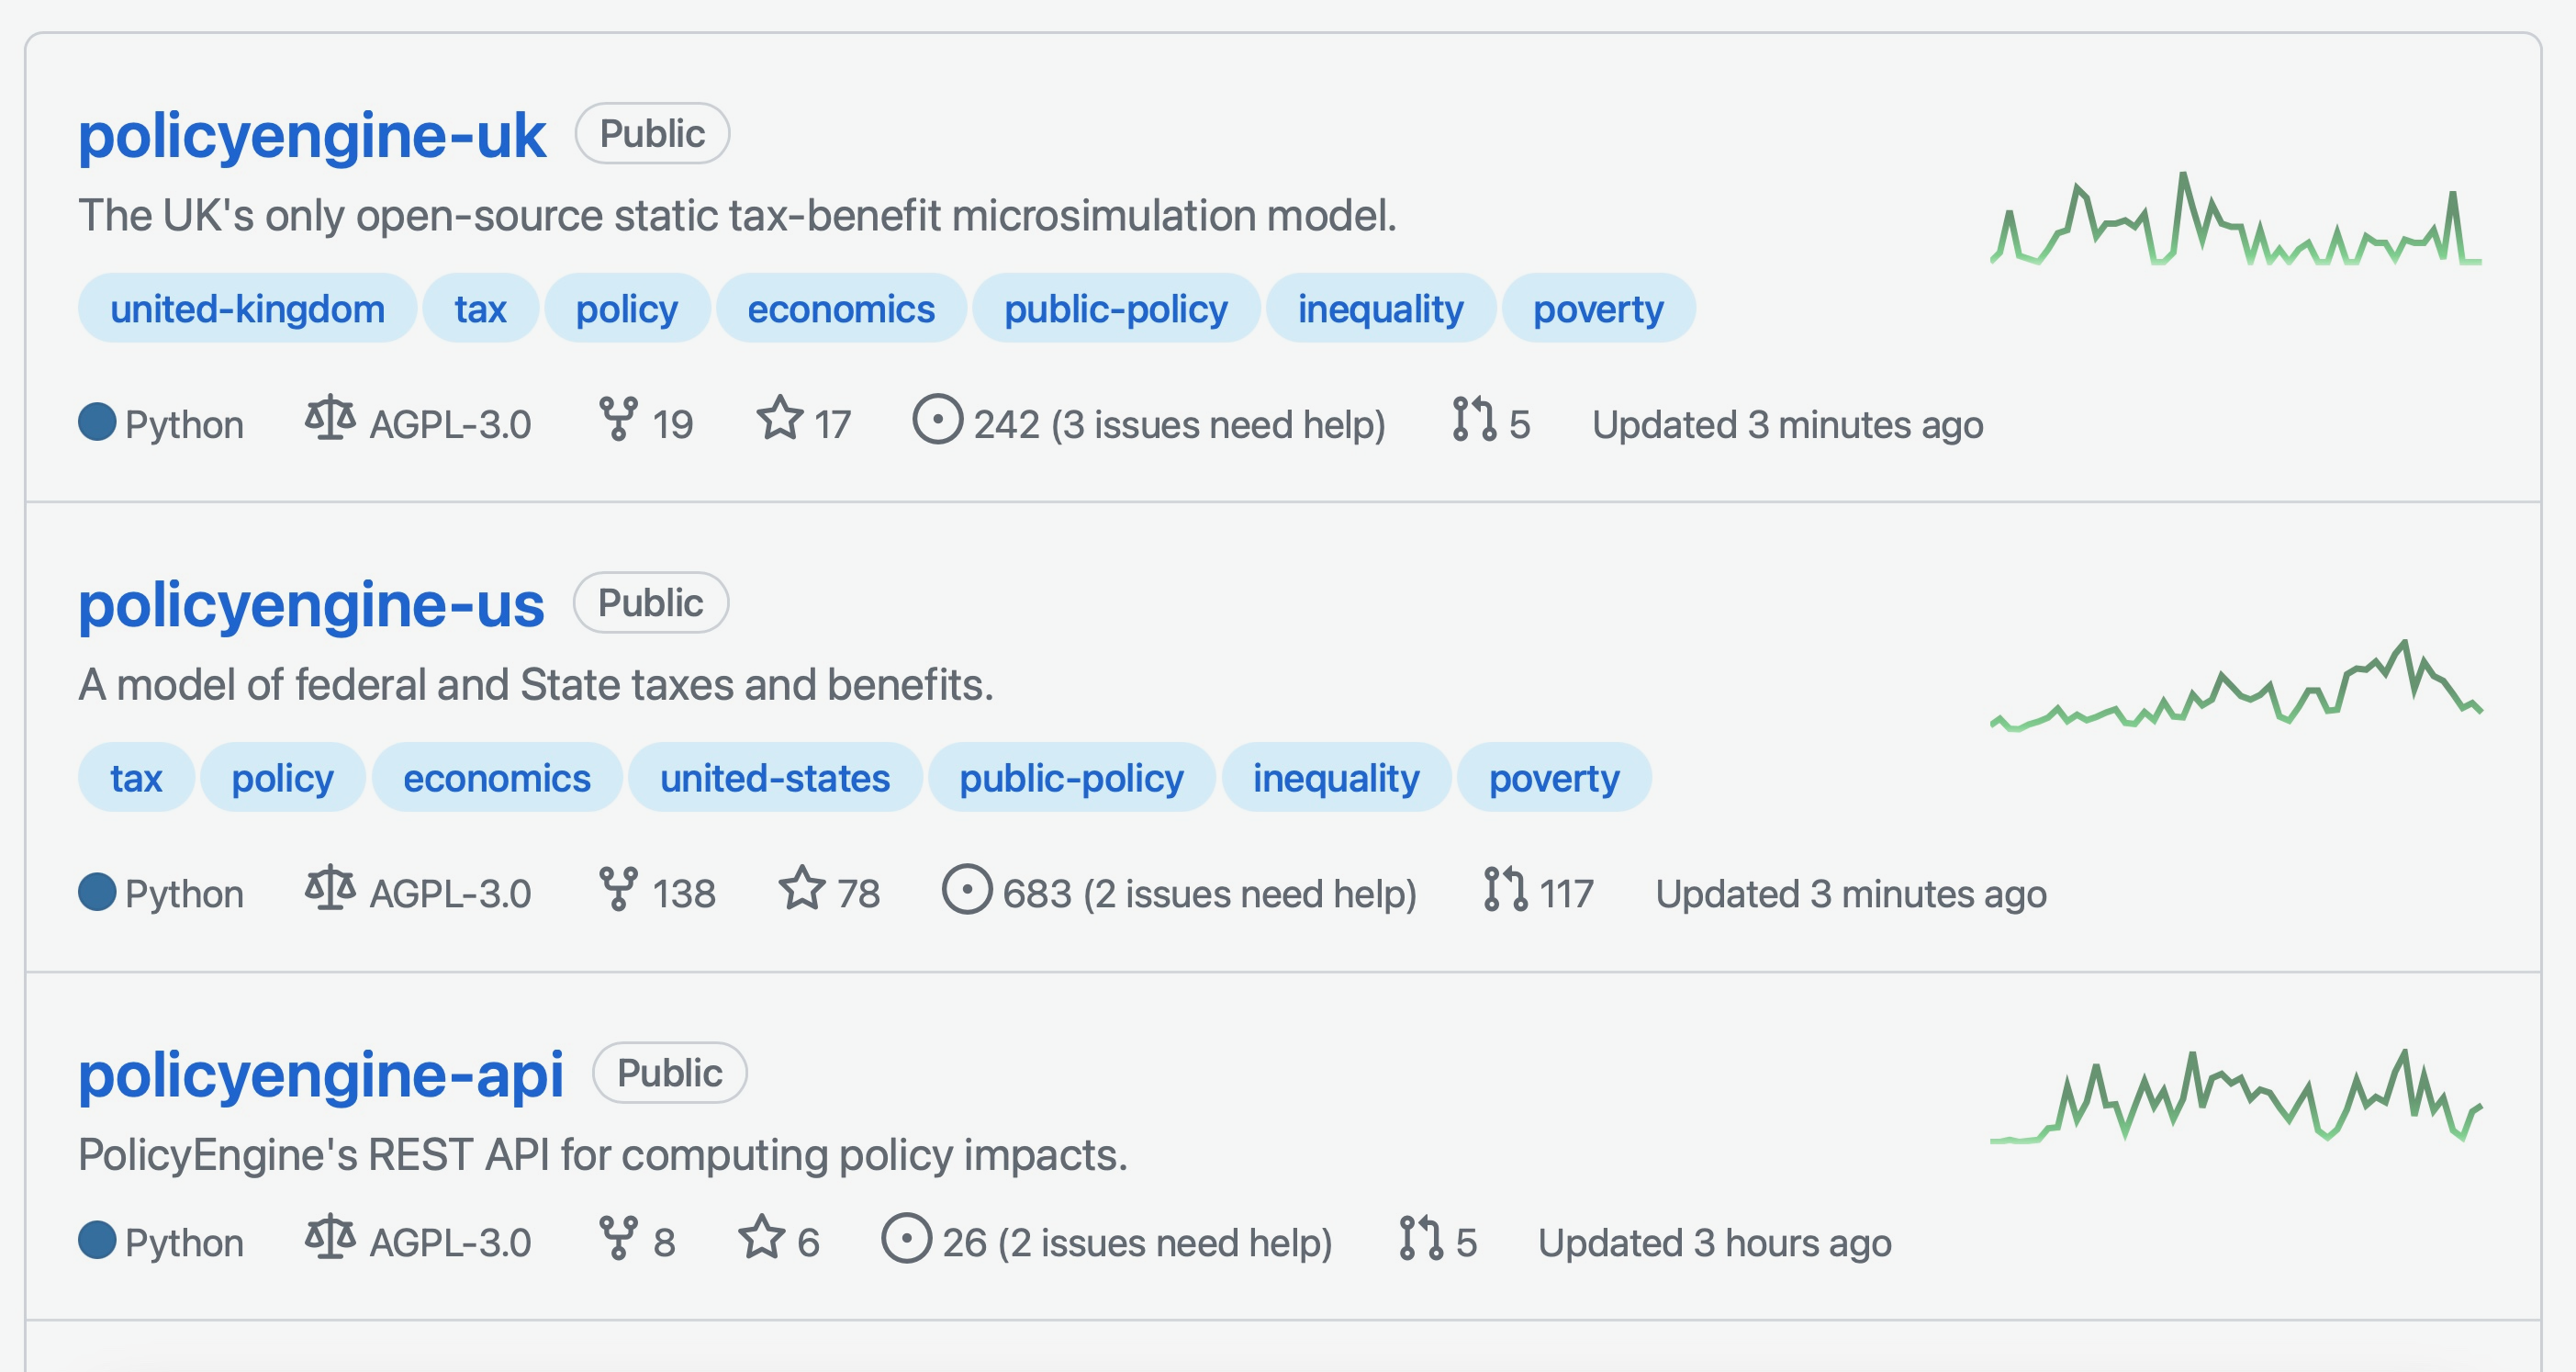 policyengine-uk Public
The UK's only open-source static tax-benefit microsimulation model.
united-kingdom tax policy economics public-policy inequality poverty
Python AGPL-3.0 19 17 242 (3 issues need help) 5 Updated 3 minutes ago
policyengine-us Public
A model of federal and State taxes and benefits.
tax policy economics united-states public-policy inequality poverty
Python AGPL-3.0 138 78 683 (2 issues need help) 117 Updated 3 minutes ago
policyengine-api Public
PolicyEngine's REST API for computing policy impacts.
Python AGPL-3.0 8 6 26 (2 issues need help) 5 Updated 3 hours ago